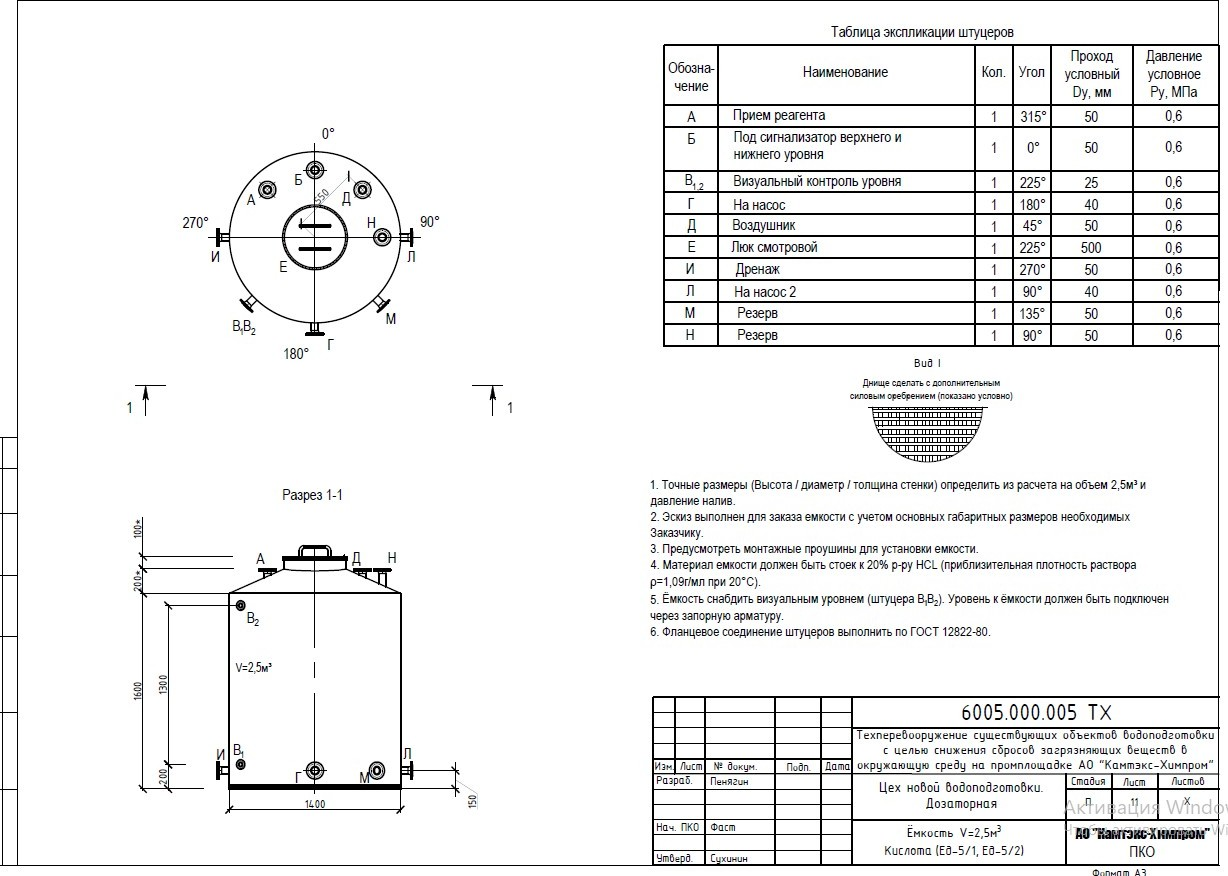 Таблица экспликации штуцеров
Обозна-
чение
Наименование
Кол.
Угол
Проход
условный
Dу, мм
Давление
условное
Ру, МПа
А Прием реагента 1 315° 50 0,6
Б Под сигнализатор верхнего и
нижнего уровня 1 0° 50 0,6
В1,2 Визуальный контроль уровня 1 225° 25 0,6
Г На насос 1 180° 40 0,6
Д Воздушник 1 45° 50 0,6
Е Люк смотровой 1 225° 500 0,6
И Дренаж 1 270° 50 0,6
Л На насос 2 1 90° 40 0,6
М Резерв 1 135° 50 0,6
Н Резерв 1 90° 50 0,6
0°
Б
I
А
550
Д
270°
Н
90°
И
Е
Л
В1В2
М
Г
180°
1
1
Вид I
Днище сделать с дополнительным
силовым оребрением (показано условно)
Разрез 1-1
100*
200*
А
Д
Н
В2
V=2,5м³
1600
1300
И
В1
Л
Г
М
200
1400
150
1. Точные размеры (Высота / диаметр / толщина стенки) определить из расчета на объем 2,5м³ и
давление налив.
2. Эскиз выполнен для заказа емкости с учетом основных габаритных размеров необходимых
Заказчику.
3. Предусмотреть монтажные проушины для установки емкости.
4. Материал емкости должен быть стоек к 20% р-ру HCL (приблизительная плотность раствора
ρ=1,09г/мл при 20°С).
5. Ёмкость снабдить визуальным уровнем (штуцера В1В2). Уровень к ёмкости должен быть подключен
через запорную арматуру.
6. Фланцевое соединение штуцеров выполнить по ГОСТ 12822-80.
6005.000.005 ТХ
Техперевооружение существующих объектов водоподготовки
с целью снижения сбросов загрязняющих веществ в
окружающую среду на промплощадке АО "Камтэкс-Химпром"
Изм. Лист № докум. Подп. Дата
Разраб. Пенягин
Цех новой водоподготовки.
Дозаторная
Стадия Лист Листов
П 11 Х
Активация Window
Нач. ПКО Фаст
Ёмкость V=2,5м³
Кислота (Ед-5/1, Ед-5/2)
АО "Камтэкс-Химпром"
ПКО
Утверд. Сухинин
Формат А3